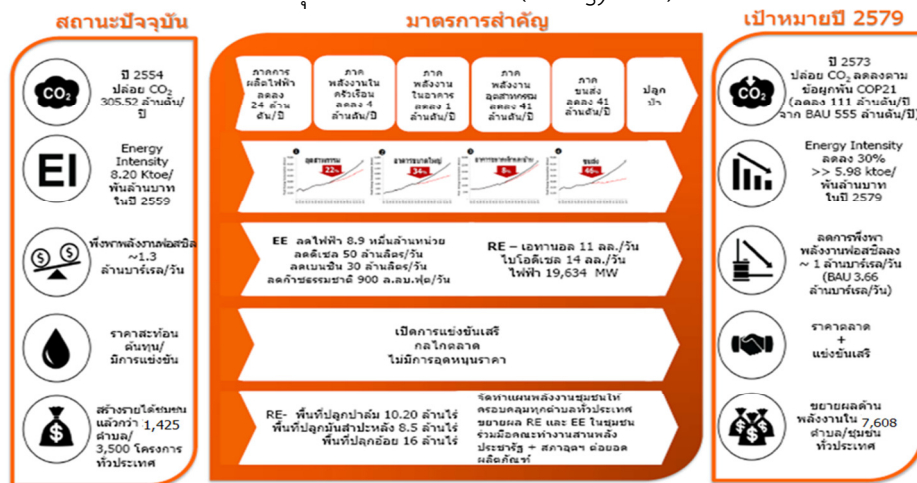 สถานะปัจจุบัน
มาตรการสำคัญ
เป้าหมายปี 2579
CO₂
ปี 2554
ปล่อย CO₂
305.52 ล้านตัน/
ปี
ภาคการ
ผลิตไฟฟ้า
ลดลง
24 ล้าน
ตัน/ปี
ภาค
พลังงานใน
ครัวเรือน
ลดลง 4
ล้านตัน/ปี
ภาค
พลังงาน
ในอาคาร
ลดลง 1
ล้านตัน/ปี
ภาค
พลังงาน
อุตสาหกรรม
ลดลง 41
ล้านตัน/ปี
ภาค
ขนส่ง
ลดลง 41
ล้านตัน/ปี
ปลูก
ป่า
CO₂
ปี 2573
ปล่อย CO₂ ลดลงตาม
ข้อผูกพัน COP21
(ลดลง 111 ล้านตัน/ปี
จาก BAU 555 ล้านตัน/ปี)
EI
Energy
Intensity
8.20 Ktoe/
พันล้านบาท
ในปี 2559
1
อุตสาหกรรม
22%
2
อาคารขนาดใหญ่
34%
3
8%
4
ขนส่ง
46%
Energy Intensity
ลดลง 30%
>> 5.98 ktoe/
พันล้านบาท
ในปี 2579
พึ่งพาพลังงานฟอสซิล
~1.3
ล้านบาร์เรล/วัน
EE ลดไฟฟ้า 8.9 หมื่นล้านหน่วย
ลดดีเซล 50 ล้านลิตร/วัน
ลดเบนซิน 30 ล้านลิตร/วัน
ลดก๊าซธรรมชาติ 900 ล.ลบ.ฟุต/วัน
RE – เอทานอล 11 ลล./วัน
ไบโอดีเซล 14 ลล./วัน
ไฟฟ้า 19,634 MW
ลดการพึ่งพา
พลังงานฟอสซิลลง
~ 1 ล้านบาร์เรล/วัน
(BAU 3.66
ล้านบาร์เรล/วัน)
ราคาสะท้อน
ต้นทุน/
มีการแข่งขัน
เปิดการแข่งขันเสรี
กลไกตลาด
ไม่มีการอุดหนุนราคา
ราคาตลาด
+
แข่งขันเสรี
สร้างรายได้ชุมชน
แล้วกว่า 1,425
ตำบล/
3,500 โครงการ
ทั่วประเทศ
RE- พื้นที่ปลูกปาล์ม 10.20 ล้านไร่
พื้นที่ปลูกมันสำปะหลัง 8.5 ล้านไร่
พื้นที่ปลูกอ้อย 16 ล้านไร่
จัดทำแผนพลังงานชุมชนให้
ครอบคลุมทุกตำบลทั่วประเทศ
ขยายผล RE และ EE ในชุมชน
ร่วมมือคณะทำงานสานพลัง
ประชารัฐ + สภาอุตฯ ต่อยอด
ผลิตภัณฑ์
ขยายผลด้าน
พลังงานใน 7,608
ตำบล/ชุมชน
ทั่วประเทศ